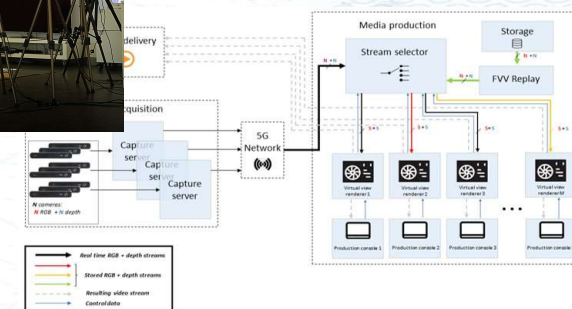 Media production
delivery
Stream selector
Storage
N + N
N + N
N + N
FVV Replay
Acquisition
Capture server
Capture server
Capture server
5G Network
S + S
S + S
S + S
S + S
N cameras:
N RGB + N depth
Virtual view renderer 1
Virtual view renderer 2
Virtual view renderer 3
Virtual view renderer M
Production console 1
Production console 2
Production console 3
Production console
Real time RGB + depth streams
Stored RGB + depth streams
Resulting video stream
Control data